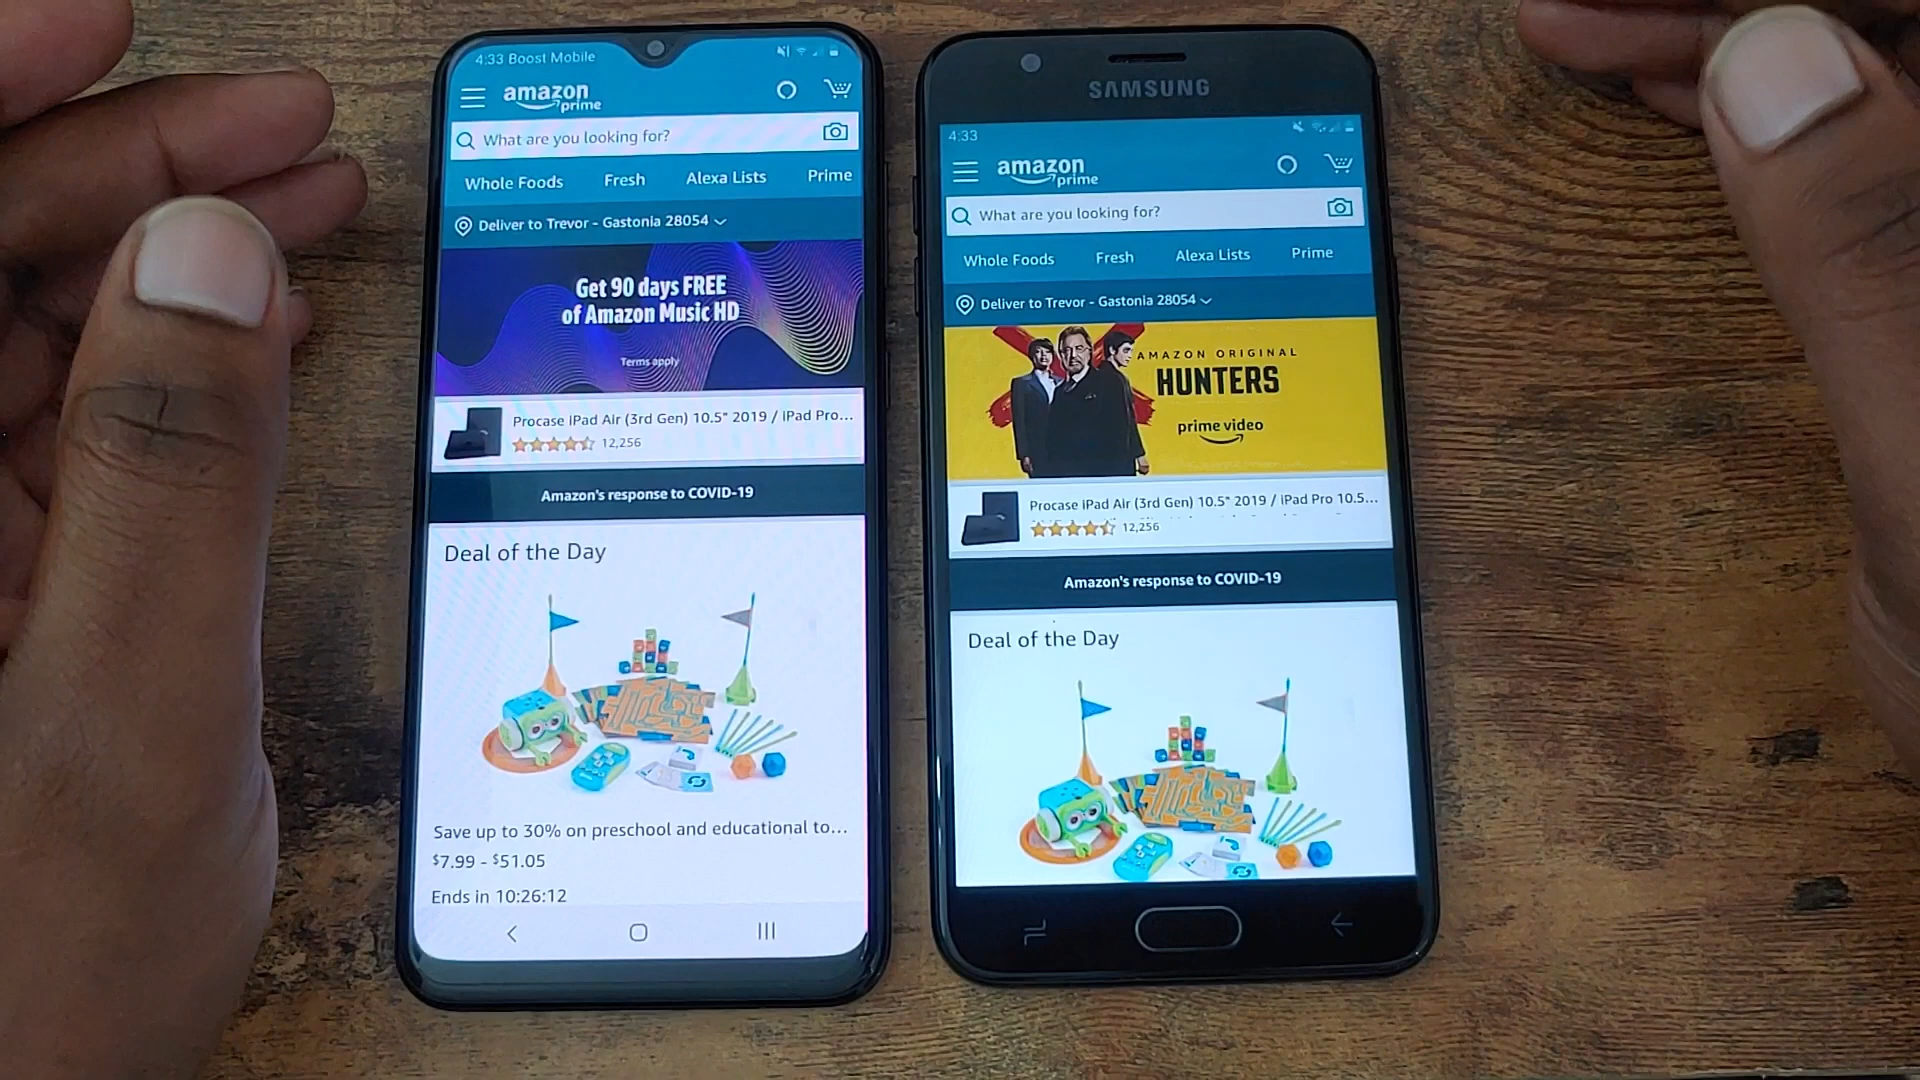 4:33 Boost Mobile
amazon
prime
What are you looking for?
Whole Foods Fresh Alexa Lists Prime
Deliver to Trevor - Gastonia 28054
Get 90 days FREE
of Amazon Music HD
Terms apply
Procase iPad Air (3rd Gen) 10.5" 2019 / iPad Pro...
12,256
Amazon's response to COVID-19
Deal of the Day
Save up to 30% on preschool and educational to...
$7.99 - $51.05
Ends in 10:26:12
SAMSUNG
4:33
amazon
prime
What are you looking for?
Whole Foods Fresh Alexa Lists Prime
Deliver to Trevor - Gastonia 28054
AMAZON ORIGINAL
HUNTERS
prime video
Procase iPad Air (3rd Gen) 10.5" 2019 / iPad Pro 10.5...
12,256
Amazon's response to COVID-19
Deal of the Day